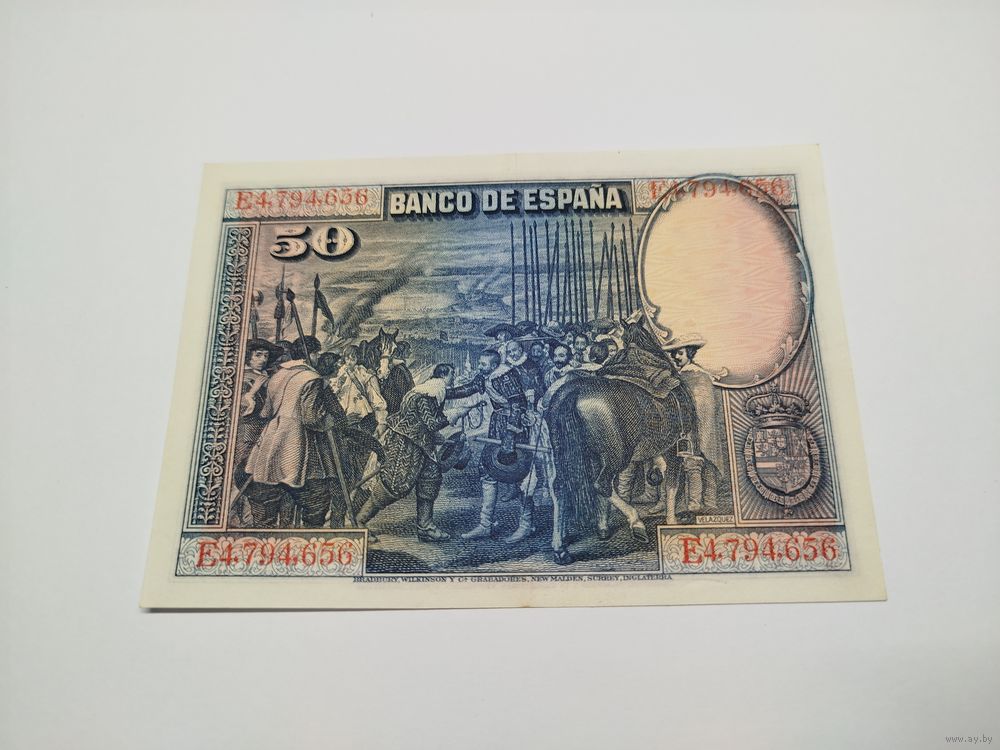 E4,794,656 BANCO DE ESPAÑA E4,794,656
50
VELAZQUEZ
E4,794,656 E4,794,656
BRADBURY, WILKINSON Y Cª GRABADORES, NEW MALDEN, SURREY, INGLATERRA
www.ay.by